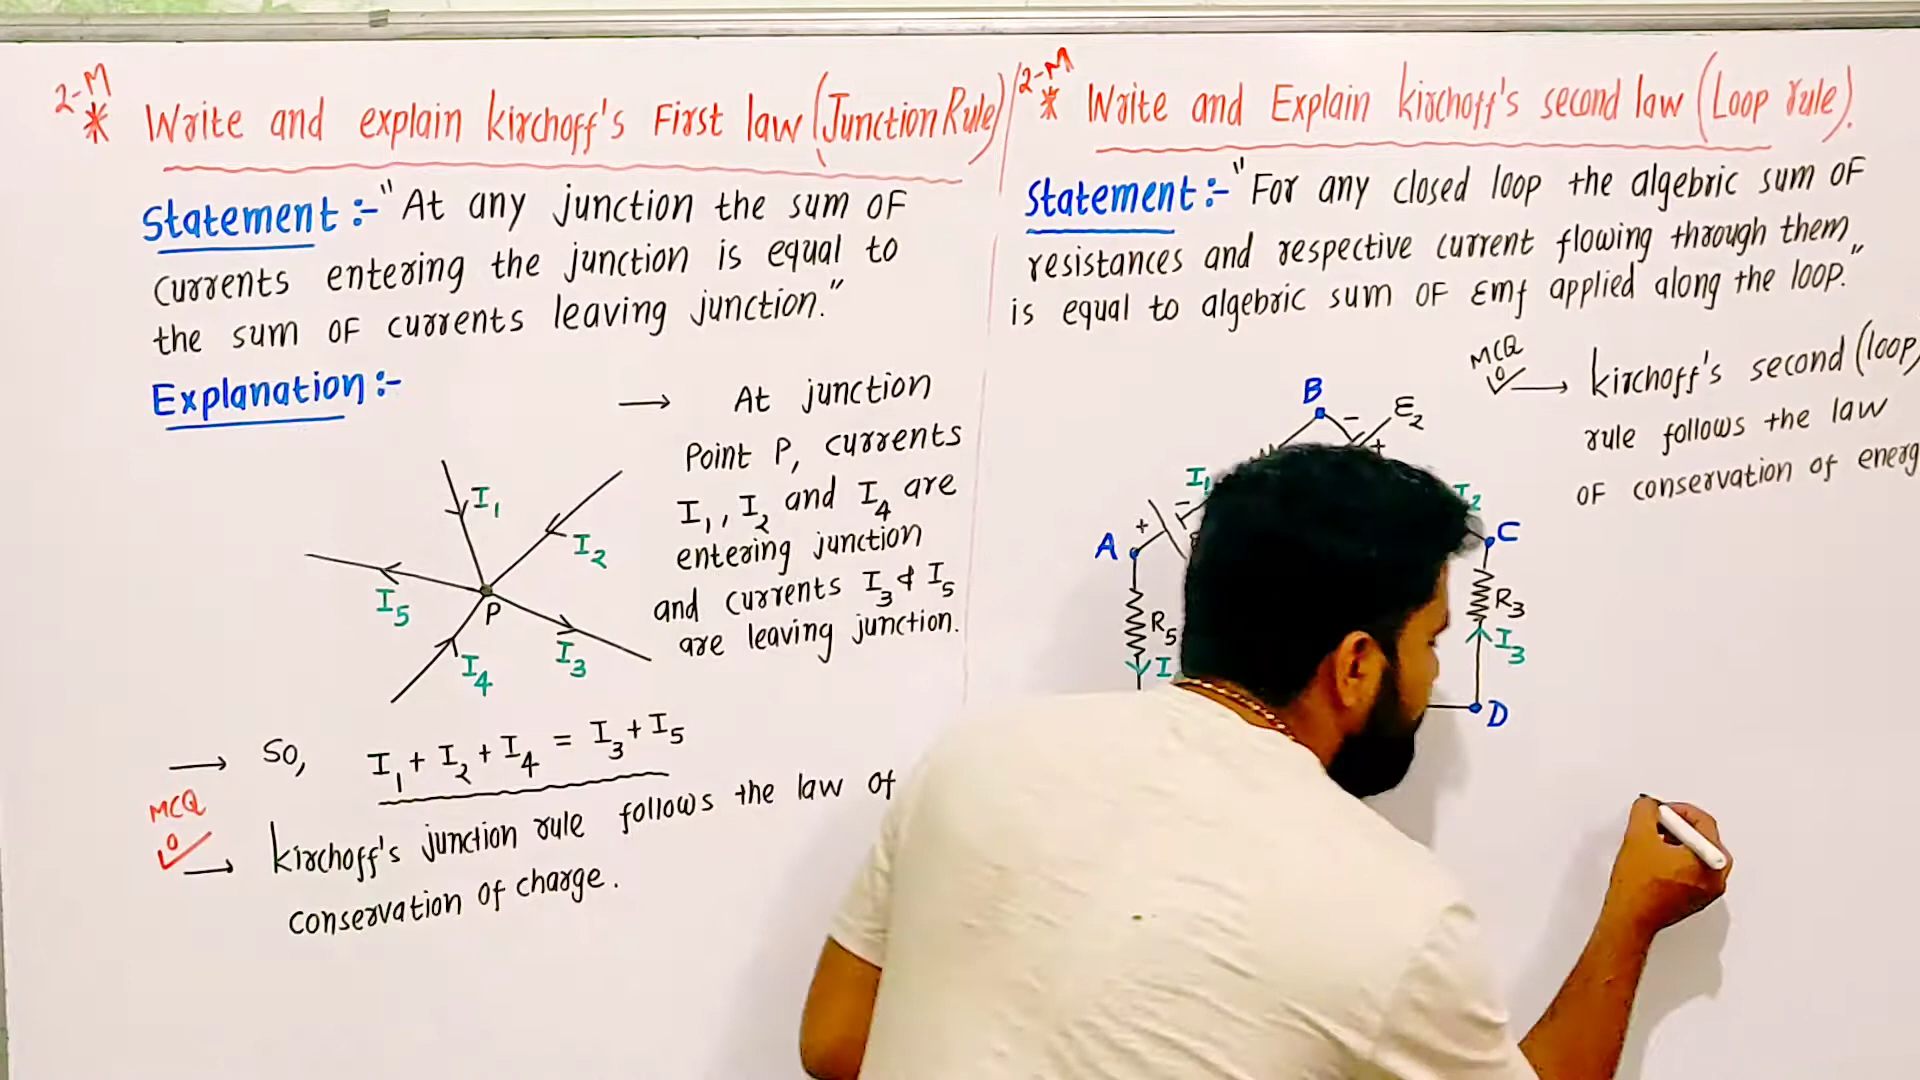 2-M
* Write and explain kirchoff's First law (Junction Rule)
Statement :- "At any junction the sum OF
currents entering the junction is equal to
the sum OF currents leaving junction."
Explanation :-
→ At junction
Point P, currents
I1, I2 and I4 are
entering junction
and currents I3 & I5
are leaving junction.
I1
I2
I5
P
I3
I4
→ So, I1 + I2 + I4 = I3 + I5
MCQ
→ kirchoff's junction rule follows the law of
conservation of charge.
2-M
* Write and Explain kirchoff's second law (Loop rule).
Statement :- "For any closed loop the algebric sum OF
resistances and respective current flowing through them
is equal to algebric sum OF Emf applied along the loop."
MCQ
→ kirchoff's second (loop)
rule follows the law
OF conservation of energ
B
-
ε2
+
I1
-
+
A
I2
C
R5
R3
I
I3
D